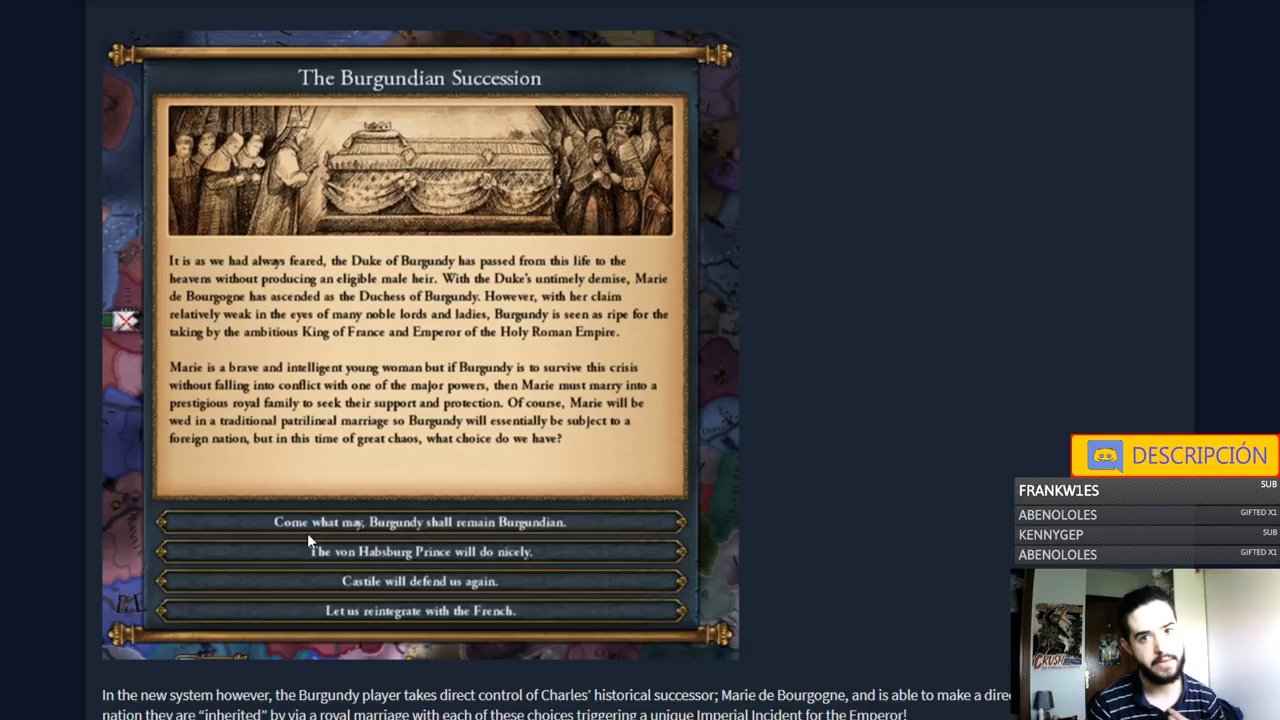 The Burgundian Succession
It is as we had always feared, the Duke of Burgundy has passed from this life to the
heavens without producing an eligible male heir. With the Duke's untimely demise, Marie
de Bourgogne has ascended as the Duchess of Burgundy. However, with her claim
relatively weak in the eyes of many noble lords and ladies, Burgundy is seen as ripe for the
taking by the ambitious King of France and Emperor of the Holy Roman Empire.
Marie is a brave and intelligent young woman but if Burgundy is to survive this crisis
without falling into conflict with one of the major powers, then Marie must marry into a
prestigious royal family to seek their support and protection. Of course, Marie will be
wed in a traditional patrilineal marriage so Burgundy will essentially be subject to a
foreign nation, but in this time of great chaos, what choice do we have?
Come what may, Burgundy shall remain Burgundian.
The von Habsburg Prince will do nicely.
Castile will defend us again.
Let us reintegrate with the French.
In the new system however, the Burgundy player takes direct control of Charles' historical successor; Marie de Bourgogne, and is able to make a dire
nation they are "inherited" by via a royal marriage with each of these choices triggering a unique Imperial Incident for the Emperor!
DESCRIPCIÓN
FRANKW1ES SUB
ABENOLOLES GIFTED X1
KENNYGEP SUB
ABENOLOLES GIFTED X1
CRUSH